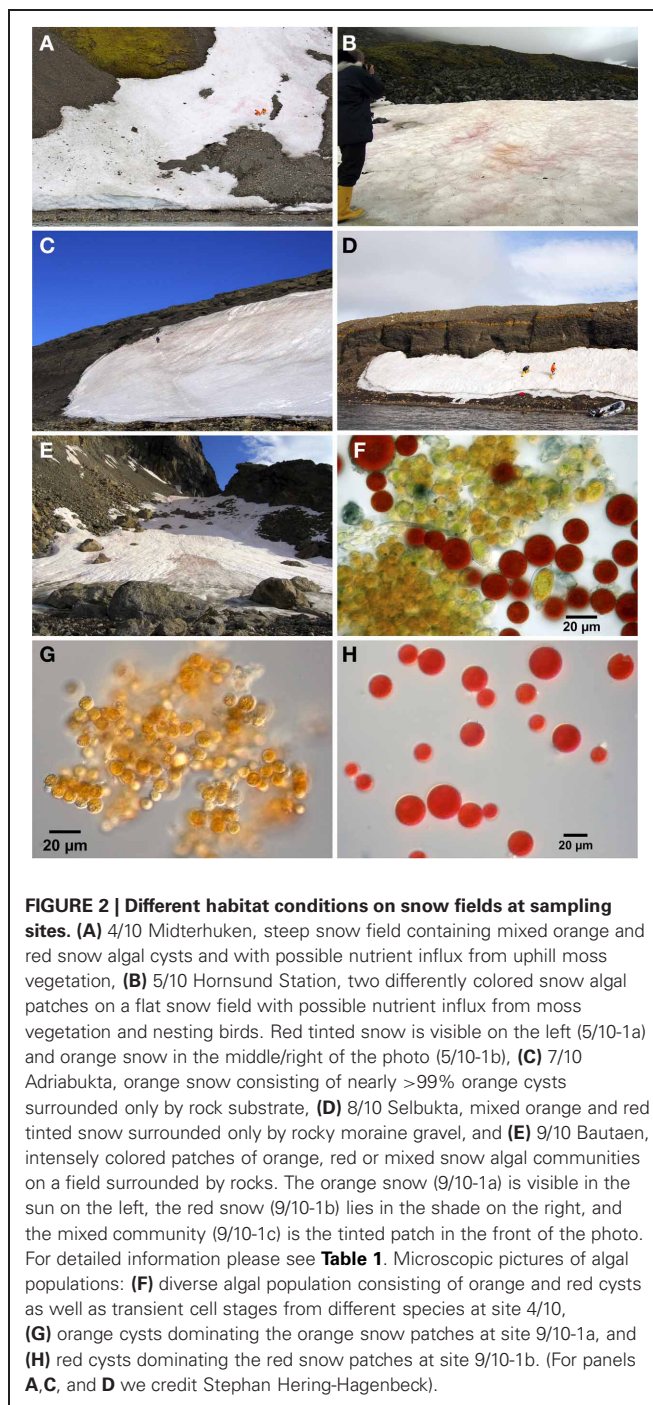 A
B
C
D
E
F
20 µm
G
20 µm
H
20 µm
FIGURE 2 | Different habitat conditions on snow fields at sampling
sites. (A) 4/10 Midterhuken, steep snow field containing mixed orange and
red snow algal cysts and with possible nutrient influx from uphill moss
vegetation, (B) 5/10 Hornsund Station, two differently colored snow algal
patches on a flat snow field with possible nutrient influx from moss
vegetation and nesting birds. Red tinted snow is visible on the left (5/10-1a)
and orange snow in the middle/right of the photo (5/10-1b), (C) 7/10
Adriabukta, orange snow consisting of nearly >99% orange cysts
surrounded only by rock substrate, (D) 8/10 Selbukta, mixed orange and red
tinted snow surrounded only by rocky moraine gravel, and (E) 9/10 Bautaen,
intensely colored patches of orange, red or mixed snow algal communities
on a field surrounded by rocks. The orange snow (9/10-1a) is visible in the
sun on the left, the red snow (9/10-1b) lies in the shade on the right, and
the mixed community (9/10-1c) is the tinted patch in the front of the photo.
For detailed information please see Table 1. Microscopic pictures of algal
populations: (F) diverse algal population consisting of orange and red cysts
as well as transient cell stages from different species at site 4/10,
(G) orange cysts dominating the orange snow patches at site 9/10-1a, and
(H) red cysts dominating the red snow patches at site 9/10-1b. (For panels
A,C, and D we credit Stephan Hering-Hagenbeck).